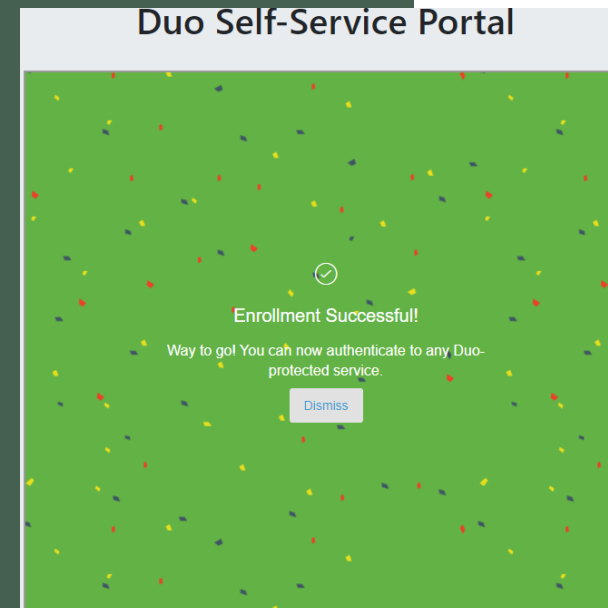 Duo Self-Service Portal
Enrollment Successful!
Way to go! You can now authenticate to any Duo-
protected service.
Dismiss